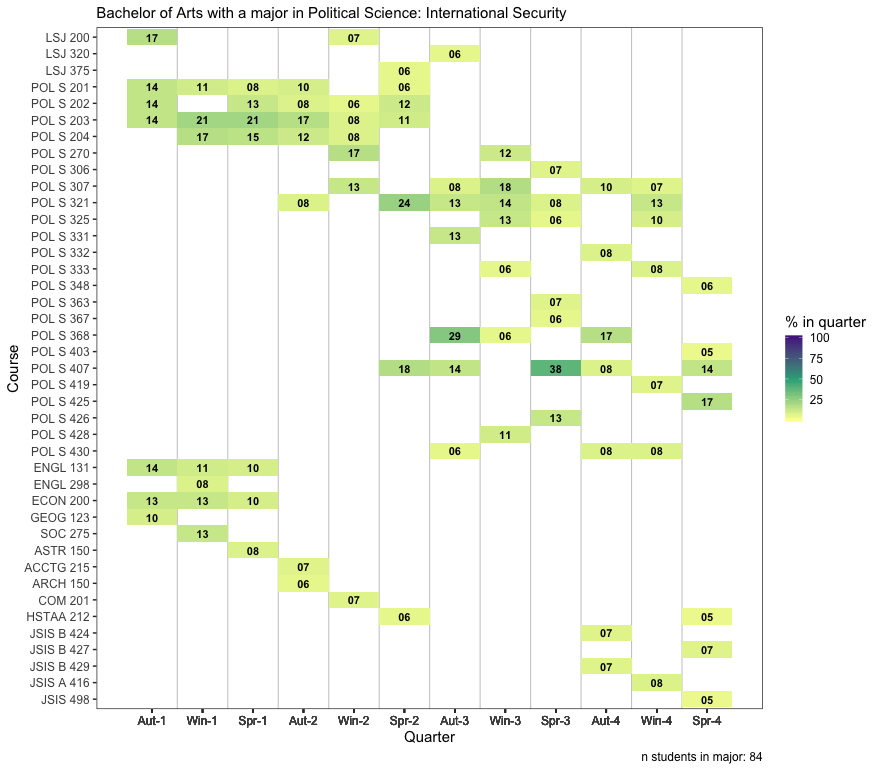 Bachelor of Arts with a major in Political Science: International Security
LSJ 200 17 07
LSJ 320 06
LSJ 375 06
POL S 201 14 11 08 10 06
POL S 202 14 13 08 06 12
POL S 203 14 21 21 17 08 11
POL S 204 17 15 12 08
POL S 270 17 12
POL S 306 07
POL S 307 13 08 18 10 07
POL S 321 08 24 13 14 08 13
POL S 325 13 06 10
POL S 331 13
POL S 332 08
POL S 333 06 08
POL S 348 06
POL S 363 07
POL S 367 06
POL S 368 29 06 17
POL S 403 05
POL S 407 18 14 38 08 14
POL S 419 07
POL S 425 17
POL S 426 13
POL S 428 11
POL S 430 06 08 08
ENGL 131 14 11 10
ENGL 298 08
ECON 200 13 13 10
GEOG 123 10
SOC 275 13
ASTR 150 08
ACCTG 215 07
ARCH 150 06
COM 201 07
HSTAA 212 06 05
JSIS B 424 07
JSIS B 427 07
JSIS B 429 07
JSIS A 416 08
JSIS 498 05
Aut-1 Win-1 Spr-1 Aut-2 Win-2 Spr-2 Aut-3 Win-3 Spr-3 Aut-4 Win-4 Spr-4
Quarter
Course
% in quarter
100
75
50
25
n students in major: 84